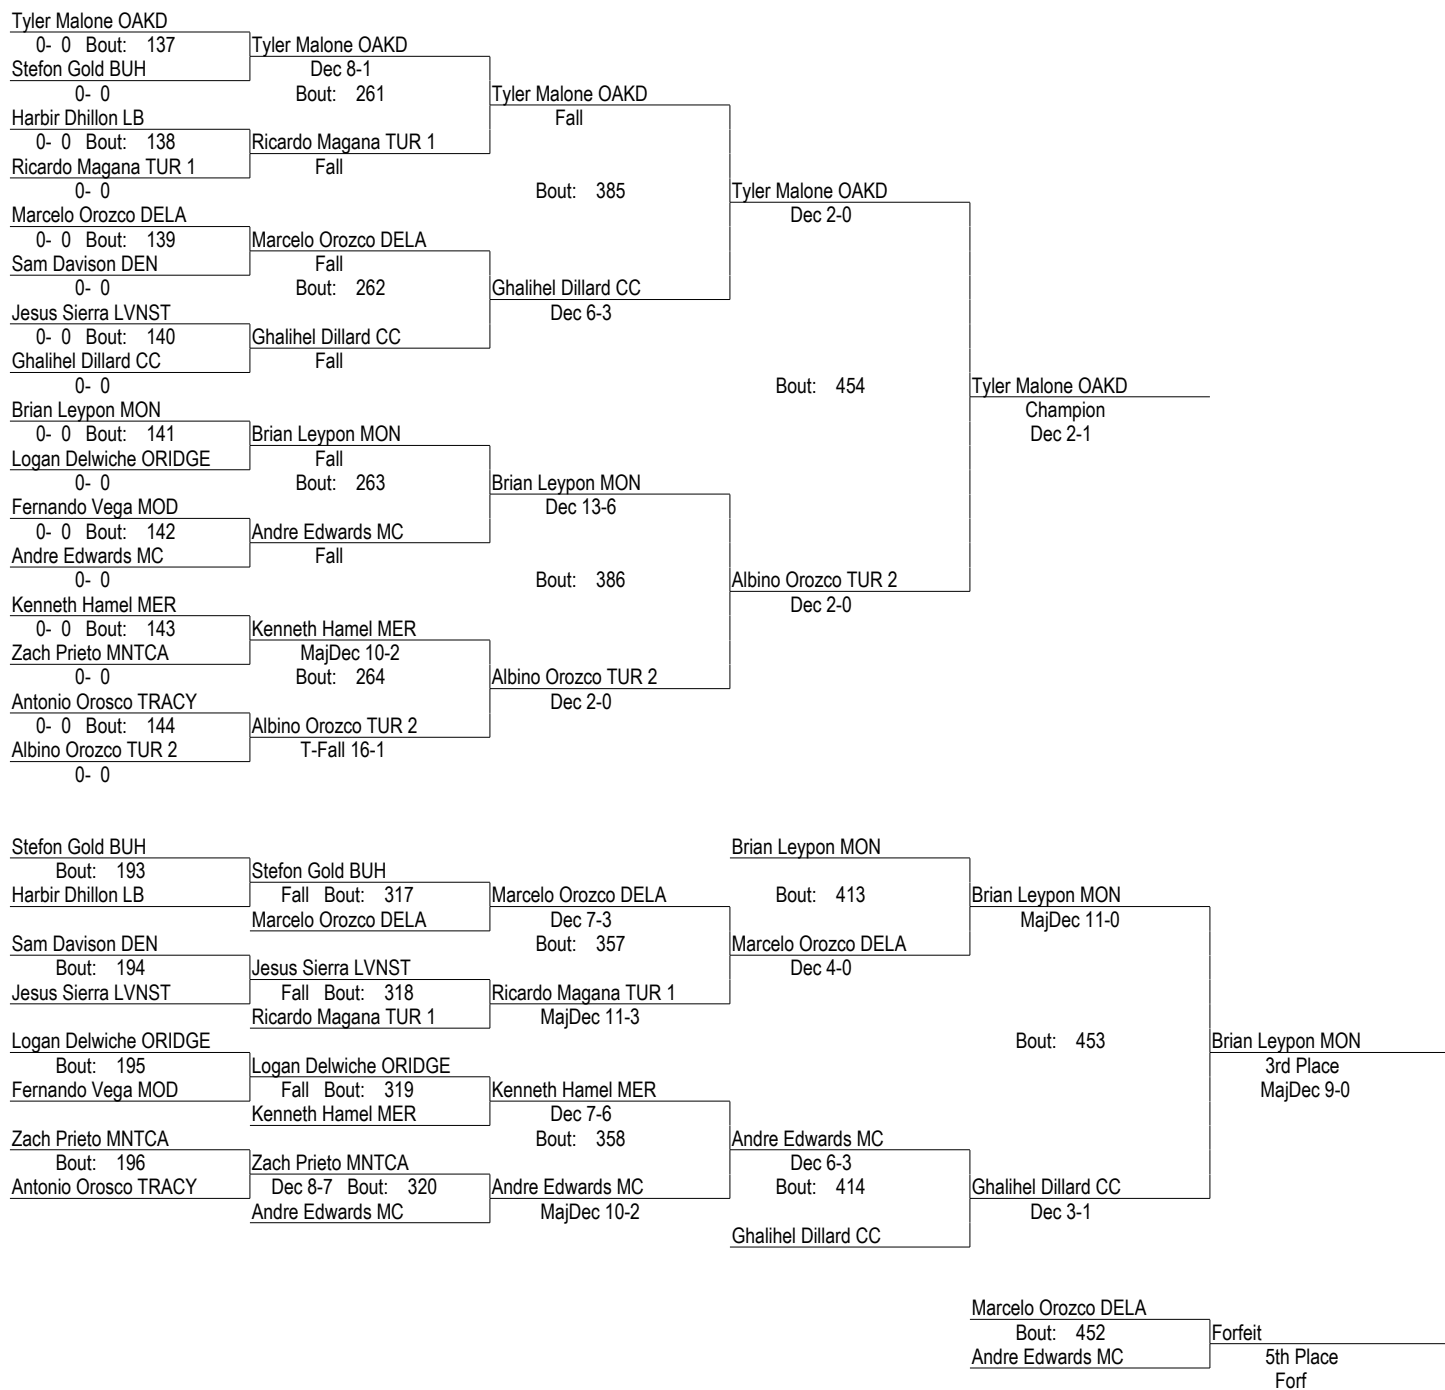 Tyler Malone OAKD
0- 0 Bout: 137
Tyler Malone OAKD
Stefon Gold BUH
Dec 8-1
0- 0
Bout: 261
Tyler Malone OAKD
Harbir Dhillon LB
Fall
0- 0 Bout: 138
Ricardo Magana TUR 1
Ricardo Magana TUR 1
Fall
0- 0
Bout: 385
Tyler Malone OAKD
Marcelo Orozco DELA
Dec 2-0
0- 0 Bout: 139
Marcelo Orozco DELA
Sam Davison DEN
Fall
0- 0
Bout: 262
Ghalihel Dillard CC
Jesus Sierra LVNST
Dec 6-3
0- 0 Bout: 140
Ghalihel Dillard CC
Ghalihel Dillard CC
Fall
0- 0
Bout: 454
Tyler Malone OAKD
Brian Leypon MON
Champion
0- 0 Bout: 141
Brian Leypon MON
Dec 2-1
Logan Delwiche ORIDGE
Fall
0- 0
Bout: 263
Brian Leypon MON
Fernando Vega MOD
Dec 13-6
0- 0 Bout: 142
Andre Edwards MC
Andre Edwards MC
Fall
0- 0
Bout: 386
Albino Orozco TUR 2
Kenneth Hamel MER
Dec 2-0
0- 0 Bout: 143
Kenneth Hamel MER
Zach Prieto MNTCA
MajDec 10-2
0- 0
Bout: 264
Albino Orozco TUR 2
Antonio Orosco TRACY
Dec 2-0
0- 0 Bout: 144
Albino Orozco TUR 2
Albino Orozco TUR 2
T-Fall 16-1
0- 0
Stefon Gold BUH
Brian Leypon MON
Bout: 193
Stefon Gold BUH
Harbir Dhillon LB
Fall Bout: 317
Marcelo Orozco DELA
Bout: 413
Brian Leypon MON
Marcelo Orozco DELA
Dec 7-3
MajDec 11-0
Sam Davison DEN
Bout: 357
Marcelo Orozco DELA
Bout: 194
Jesus Sierra LVNST
Dec 4-0
Jesus Sierra LVNST
Fall Bout: 318
Ricardo Magana TUR 1
Ricardo Magana TUR 1
MajDec 11-3
Logan Delwiche ORIDGE
Bout: 453
Brian Leypon MON
Bout: 195
Logan Delwiche ORIDGE
3rd Place
Fernando Vega MOD
Fall Bout: 319
Kenneth Hamel MER
MajDec 9-0
Kenneth Hamel MER
Dec 7-6
Zach Prieto MNTCA
Bout: 358
Andre Edwards MC
Bout: 196
Zach Prieto MNTCA
Dec 6-3
Antonio Orosco TRACY
Dec 8-7 Bout: 320
Andre Edwards MC
Bout: 414
Ghalihel Dillard CC
Andre Edwards MC
MajDec 10-2
Dec 3-1
Ghalihel Dillard CC
Marcelo Orozco DELA
Bout: 452
Forfeit
Andre Edwards MC
5th Place
Forf